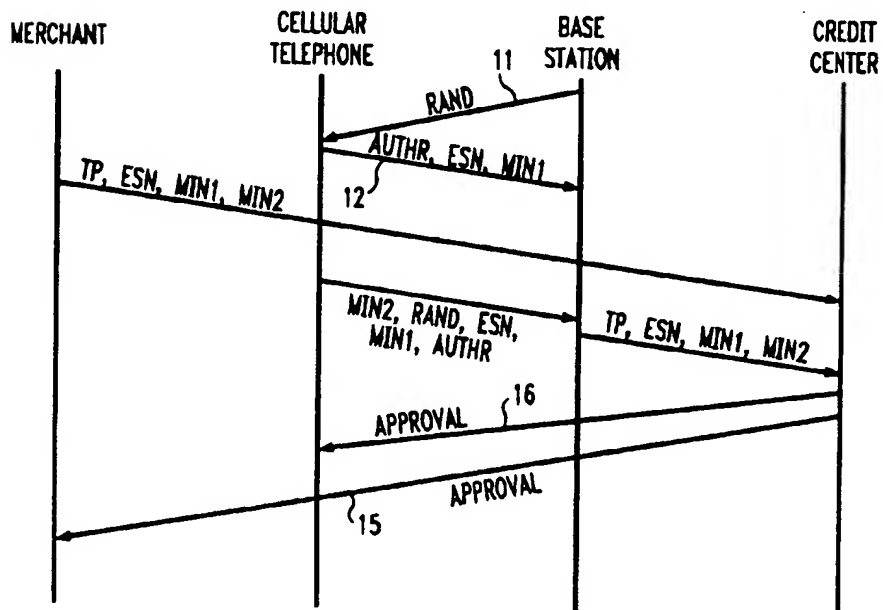 MERCHANT
CELLULAR
TELEPHONE
BASE
STATION
CREDIT
CENTER
11
RAND
AUTHR, ESN, MIN1
12
TP, ESN, MIN1, MIN2
MIN2, RAND, ESN,
MIN1, AUTHR
TP, ESN, MIN1, MIN2
16
APPROVAL
APPROVAL
15